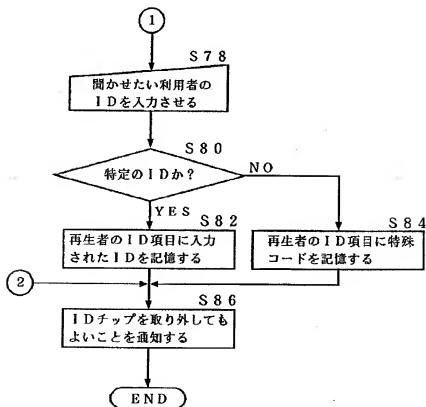 1
S78
聞かせたい利用者の
IDを入力させる
S80
特定のIDか?
NO
YES
S82
再生者のID項目に入力
されたIDを記憶する
S84
再生者のID項目に特殊
コードを記憶する
2
S86
IDチップを取り外しても
よいことを通知する
END